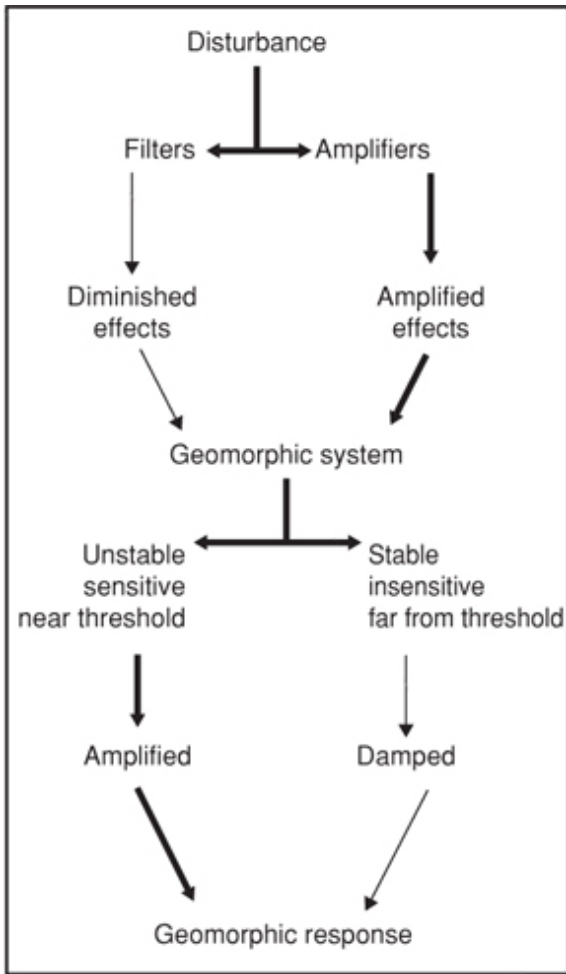 Disturbance
Filters
Amplifiers
Diminished
effects
Amplified
effects
Geomorphic system
Unstable
sensitive
near threshold
Stable
insensitive
far from threshold
Amplified
Damped
Geomorphic response